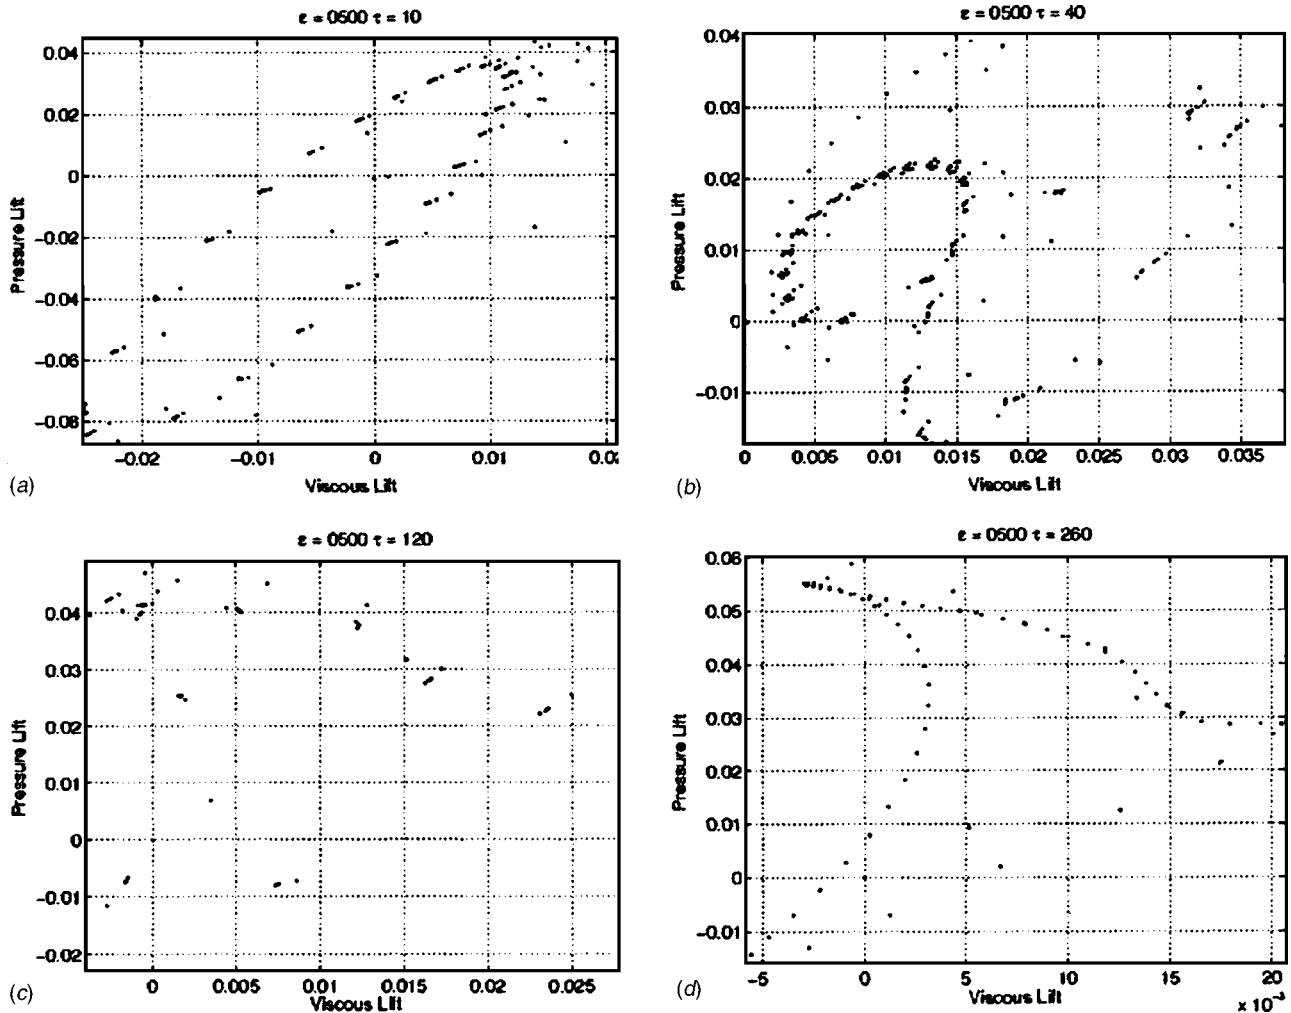 ε = 0500 τ = 10
0.04
0.02
0
−0.02
−0.04
−0.06
−0.08
Pressure Lift
−0.02 −0.01 0 0.01 0.0
Viscous Lift
(a)
ε = 0500 τ = 40
0.04
0.03
0.02
0.01
0
−0.01
Pressure Lift
0 0.005 0.01 0.015 0.02 0.025 0.03 0.035
Viscous Lift
(b)
ε = 0500 τ = 120
0.04
0.03
0.02
0.01
0
−0.01
−0.02
Pressure Lift
0 0.005 0.01 0.015 0.02 0.025
Viscous Lift
(c)
ε = 0500 τ = 260
0.06
0.05
0.04
0.03
0.02
0.01
0
−0.01
Pressure Lift
−5 0 5 10 15 20
Viscous Lift
x 10⁻³
(d)